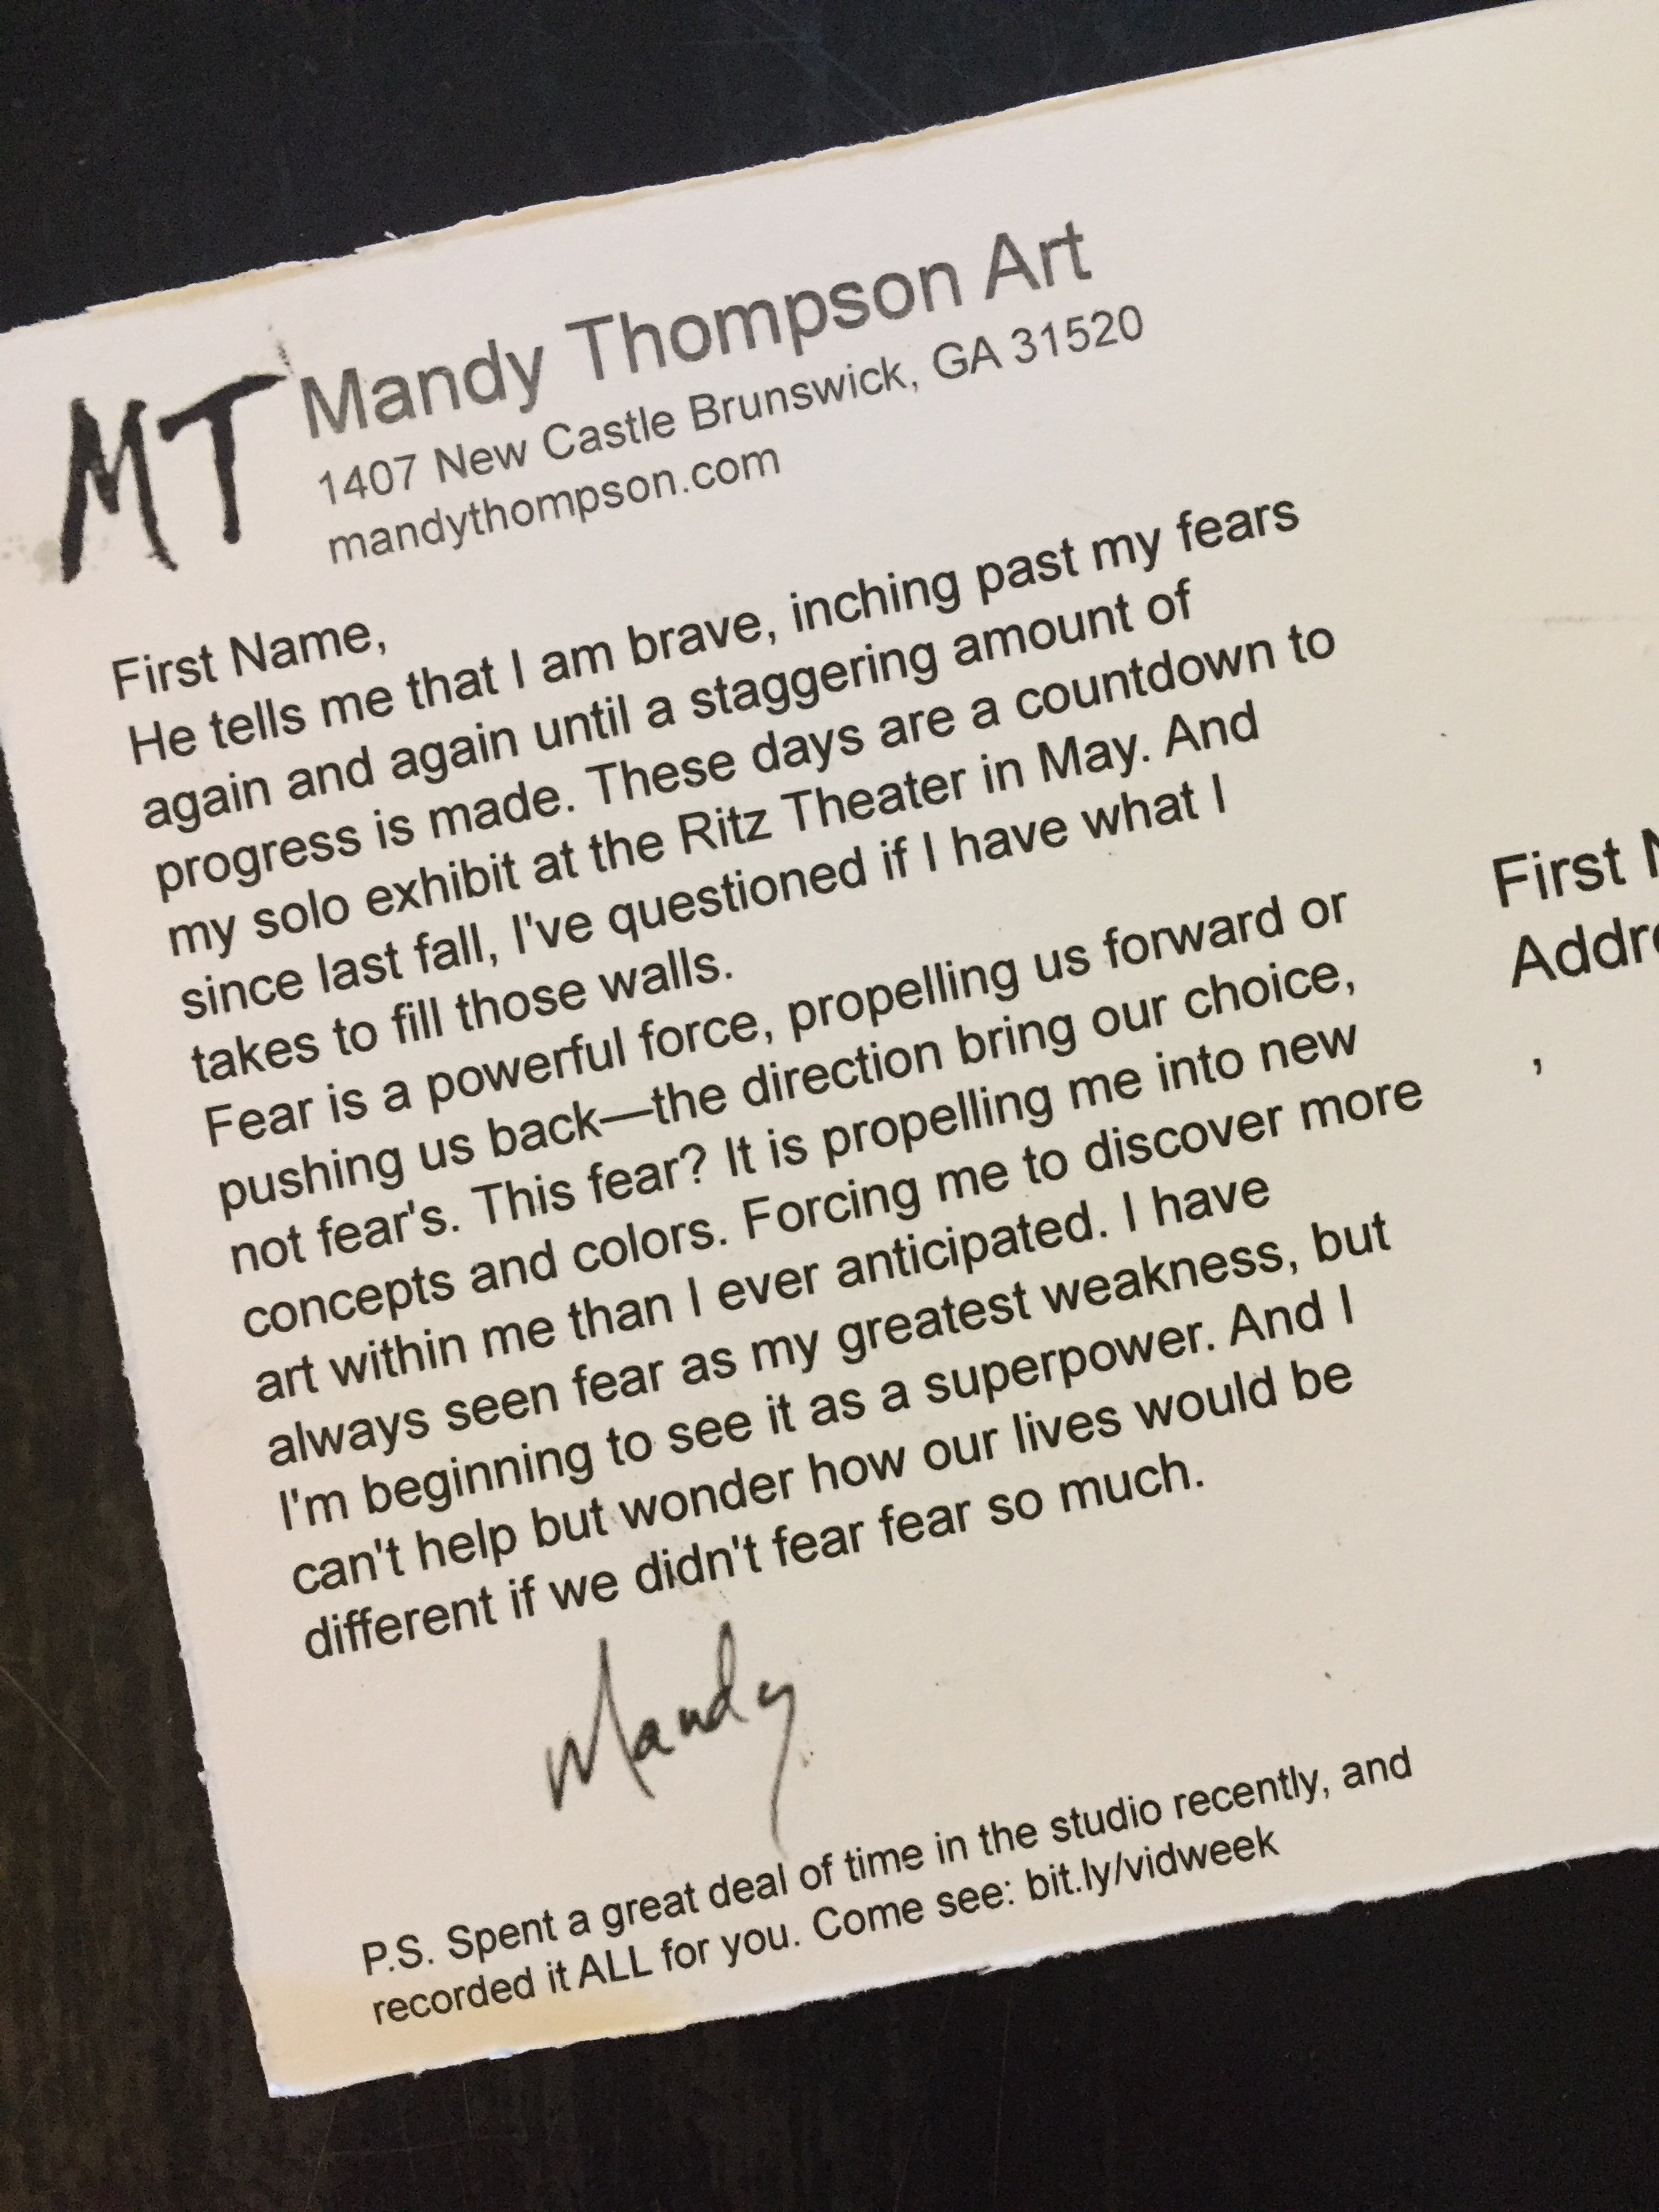 MT
Mandy Thompson Art
1407 New Castle Brunswick, GA 31520
mandythompson.com
First Name,
He tells me that I am brave, inching past my fears
again and again until a staggering amount of
progress is made. These days are a countdown to
my solo exhibit at the Ritz Theater in May. And
since last fall, I've questioned if I have what I
takes to fill those walls.
Fear is a powerful force, propelling us forward or
pushing us back—the direction bring our choice,
not fear's. This fear? It is propelling me into new
concepts and colors. Forcing me to discover more
art within me than I ever anticipated. I have
always seen fear as my greatest weakness, but
I'm beginning to see it as a superpower. And I
can't help but wonder how our lives would be
different if we didn't fear fear so much.
Mandy
P.S. Spent a great deal of time in the studio recently, and
recorded it ALL for you. Come see: bit.ly/vidweek
First
,